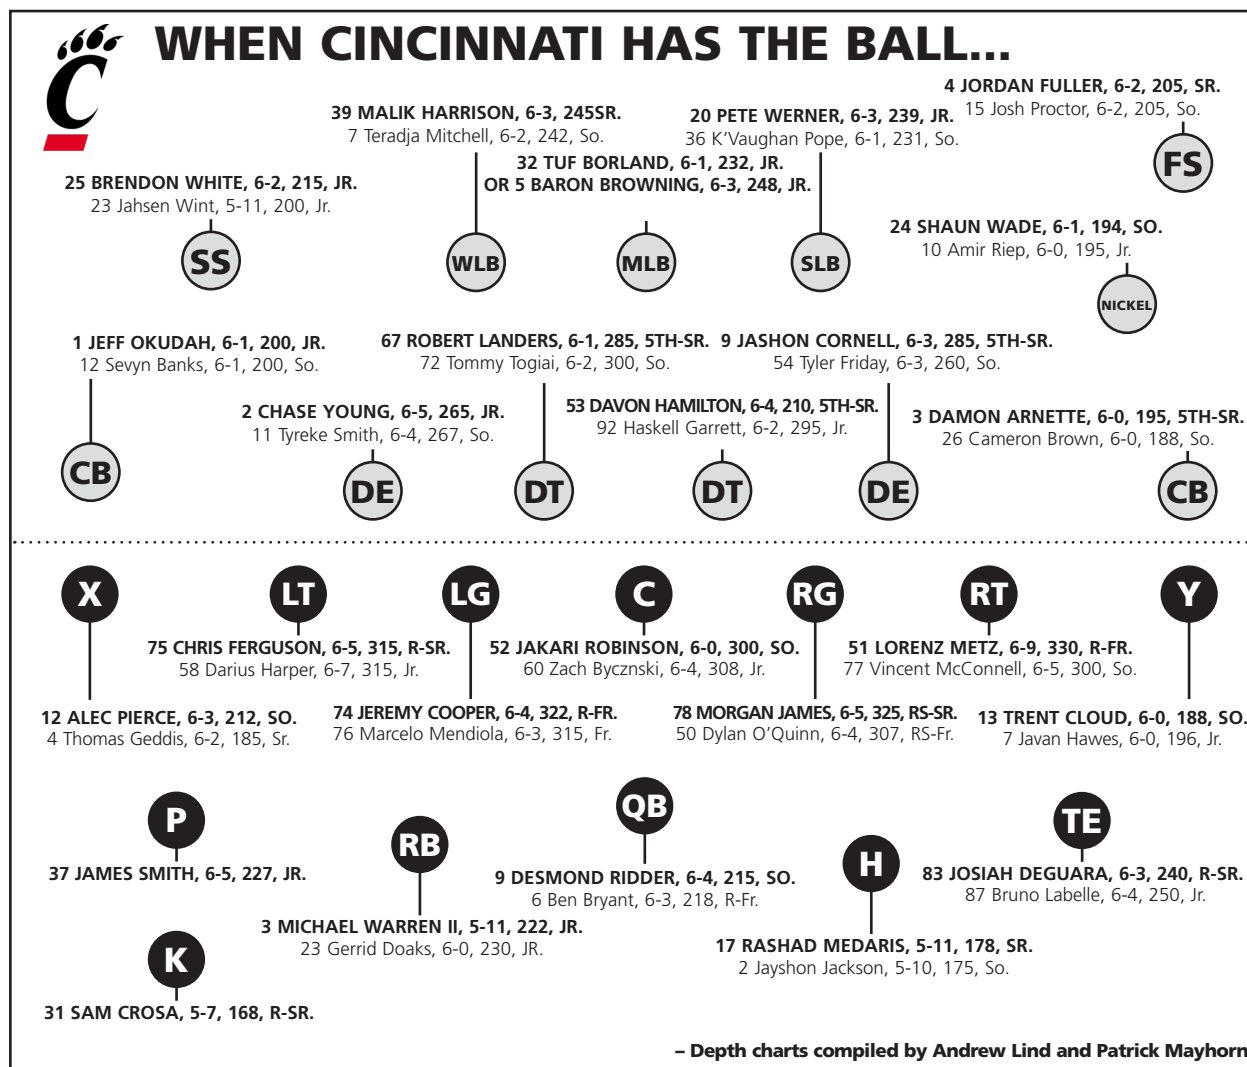 WHEN CINCINNATI HAS THE BALL...
C
4 JORDAN FULLER, 6-2, 205, SR.
15 Josh Proctor, 6-2, 205, So.
FS
39 MALIK HARRISON, 6-3, 245SR.
7 Teradja Mitchell, 6-2, 242, So.
20 PETE WERNER, 6-3, 239, JR.
36 K'Vaughan Pope, 6-1, 231, So.
32 TUF BORLAND, 6-1, 232, JR.
OR 5 BARON BROWNING, 6-3, 248, JR.
25 BRENDON WHITE, 6-2, 215, JR.
23 Jahsen Wint, 5-11, 200, Jr.
24 SHAUN WADE, 6-1, 194, SO.
10 Amir Riep, 6-0, 195, Jr.
SS
WLB
MLB
SLB
NICKEL
1 JEFF OKUDAH, 6-1, 200, JR.
12 Sevyn Banks, 6-1, 200, So.
67 ROBERT LANDERS, 6-1, 285, 5TH-SR.
72 Tommy Togiai, 6-2, 300, So.
9 JASHON CORNELL, 6-3, 285, 5TH-SR.
54 Tyler Friday, 6-3, 260, So.
2 CHASE YOUNG, 6-5, 265, JR.
11 Tyreke Smith, 6-4, 267, So.
53 DAVON HAMILTON, 6-4, 210, 5TH-SR.
92 Haskell Garrett, 6-2, 295, Jr.
3 DAMON ARNETTE, 6-0, 195, 5TH-SR.
26 Cameron Brown, 6-0, 188, So.
CB
DE
DT
DT
DE
CB
X
LT
LG
C
RG
RT
Y
75 CHRIS FERGUSON, 6-5, 315, R-SR.
58 Darius Harper, 6-7, 315, Jr.
52 JAKARI ROBINSON, 6-0, 300, SO.
60 Zach Bycznski, 6-4, 308, Jr.
51 LORENZ METZ, 6-9, 330, R-FR.
77 Vincent McConnell, 6-5, 300, So.
12 ALEC PIERCE, 6-3, 212, SO.
4 Thomas Geddis, 6-2, 185, Sr.
74 JEREMY COOPER, 6-4, 322, R-FR.
76 Marcelo Mendiola, 6-3, 315, Fr.
78 MORGAN JAMES, 6-5, 325, RS-SR.
50 Dylan O'Quinn, 6-4, 307, RS-Fr.
13 TRENT CLOUD, 6-0, 188, SO.
7 Javan Hawes, 6-0, 196, Jr.
P
RB
QB
H
TE
37 JAMES SMITH, 6-5, 227, JR.
9 DESMOND RIDDER, 6-4, 215, SO.
6 Ben Bryant, 6-3, 218, R-Fr.
83 JOSIAH DEGUARA, 6-3, 240, R-SR.
87 Bruno Labelle, 6-4, 250, Jr.
3 MICHAEL WARREN II, 5-11, 222, JR.
23 Gerrid Doaks, 6-0, 230, JR.
17 RASHAD MEDARIS, 5-11, 178, SR.
2 Jayshon Jackson, 5-10, 175, So.
K
31 SAM CROSA, 5-7, 168, R-SR.
– Depth charts compiled by Andrew Lind and Patrick Mayhorn